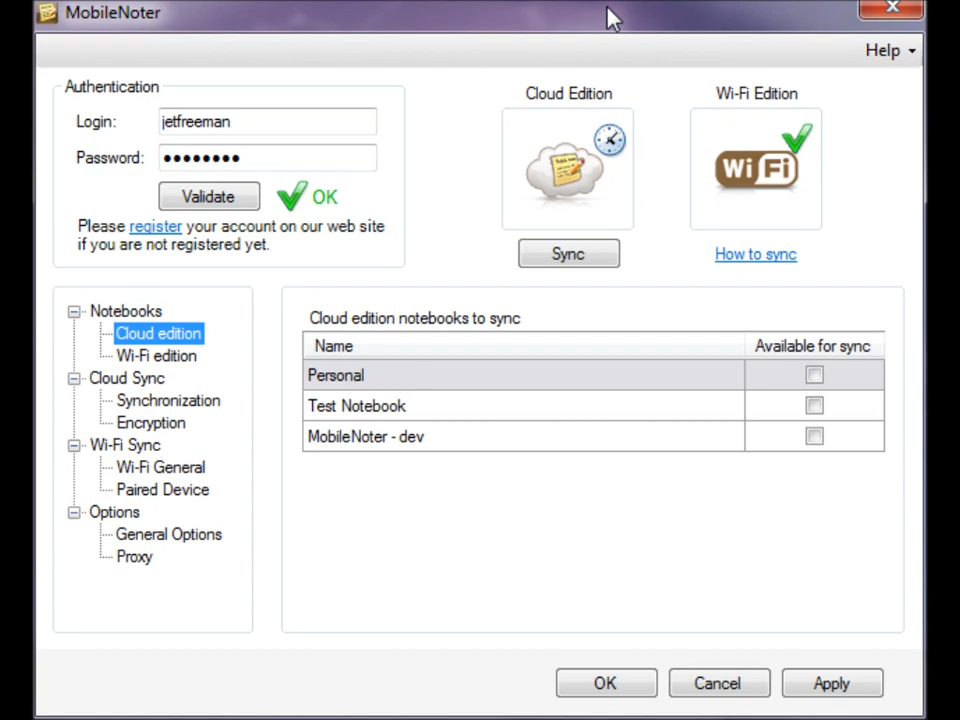 MobileNoter
Help
Authentication
Login:
jetfreeman
Password:
●●●●●●●●
Validate
OK
Please register your account on our web site
if you are not registered yet.
Cloud Edition
Sync
Wi-Fi Edition
Wi Fi
How to sync
Notebooks
Cloud edition
Wi-Fi edition
Cloud Sync
Synchronization
Encryption
Wi-Fi Sync
Wi-Fi General
Paired Device
Options
General Options
Proxy
Cloud edition notebooks to sync
Name Available for sync
Personal
Test Notebook
MobileNoter - dev
OK Cancel Apply